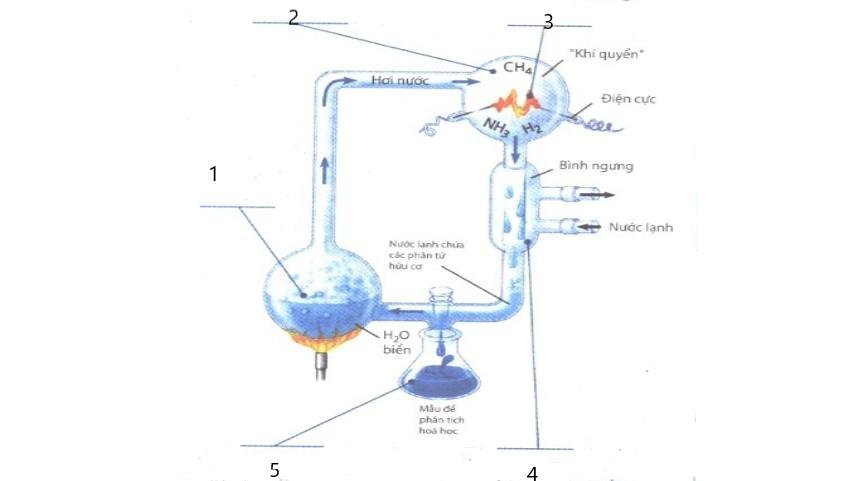 2
3
"Khí quyển"
CH4
Hơi nước
Điện cực
NH3 H2
Bình ngưng
1
Nước lạnh
Nước lạnh chứa
các phân tử
hữu cơ
H2O
biển
Mẫu để
phân tích
hoá học
5
4